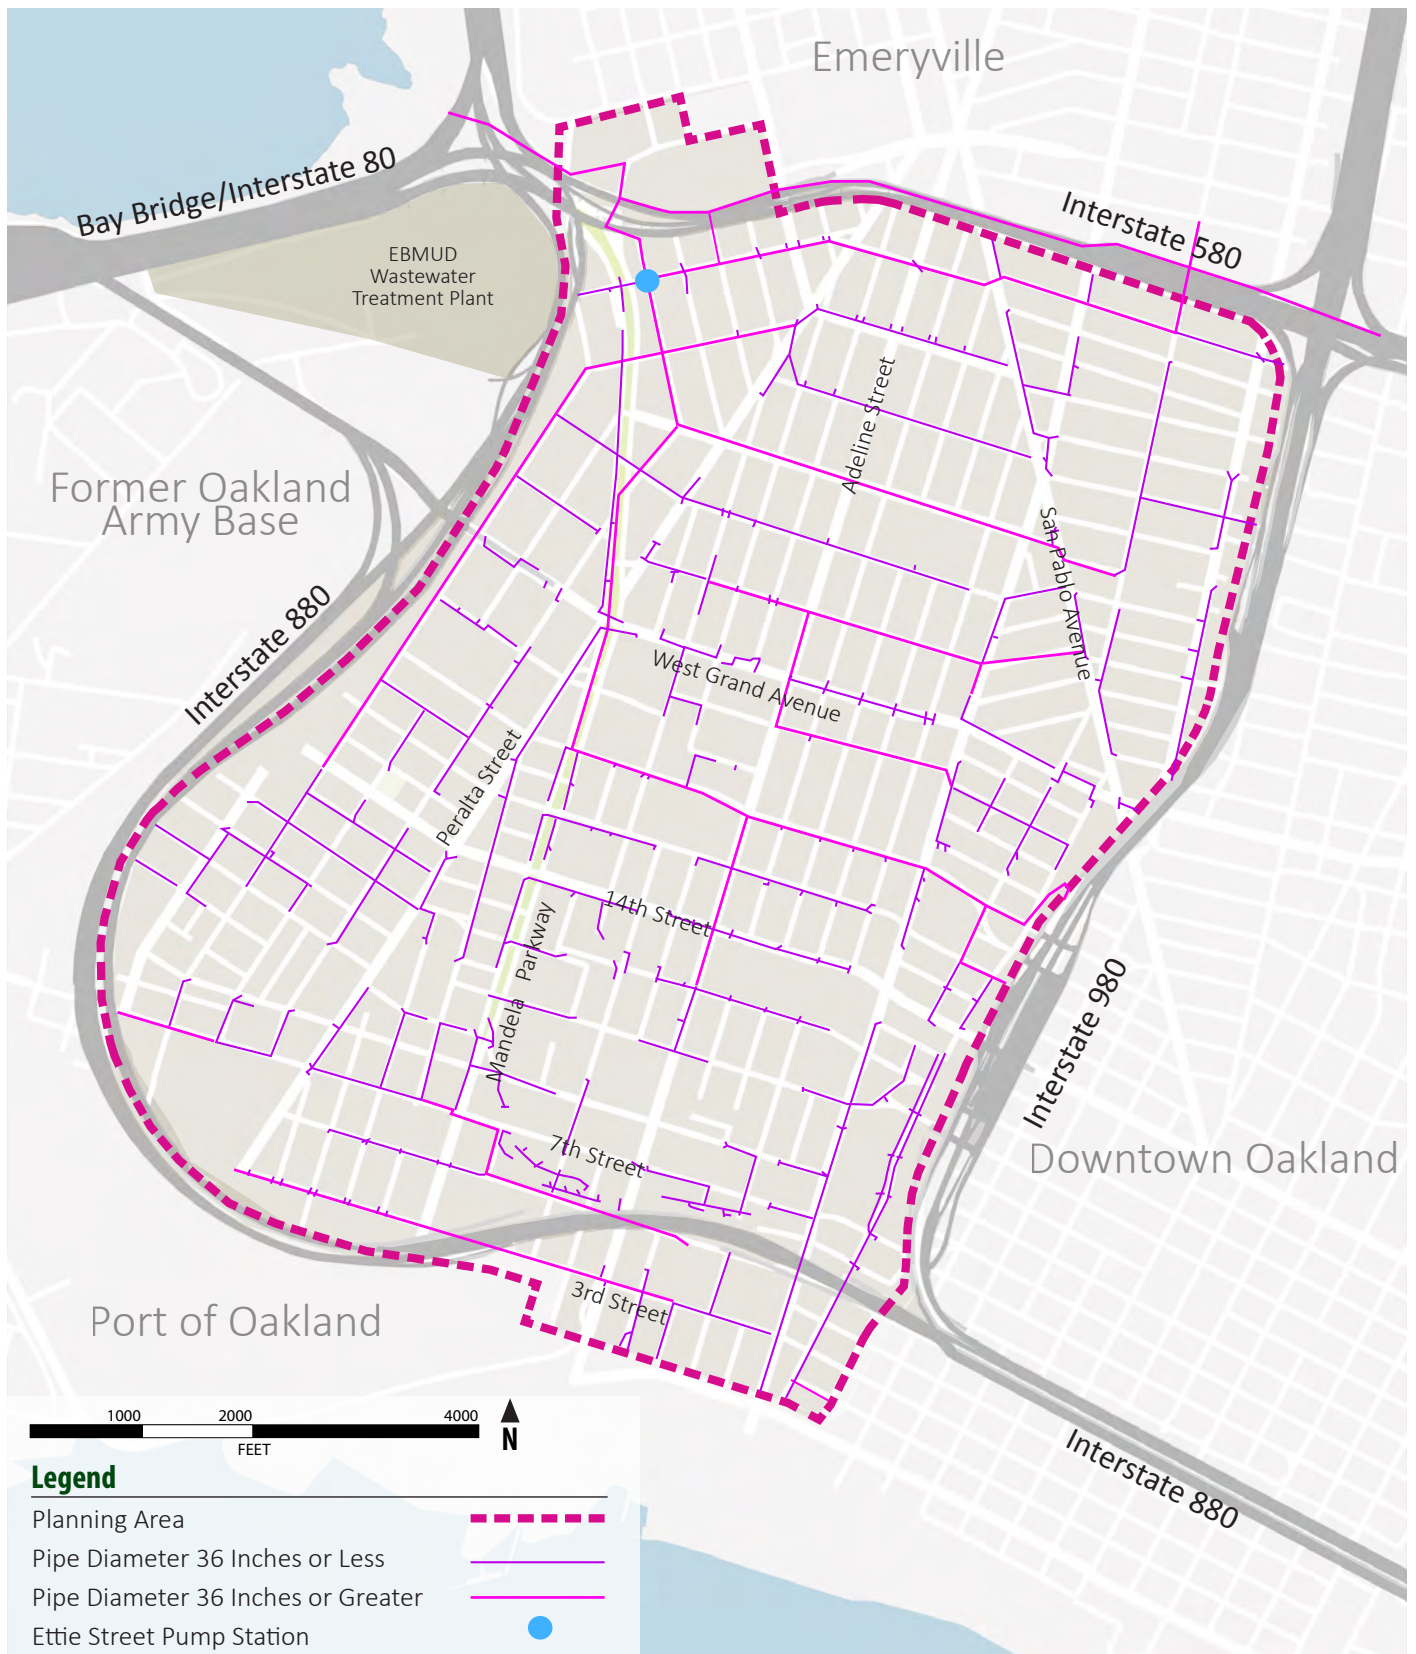 Emeryville
Bay Bridge/Interstate 80
Interstate 580
EBMUD
Wastewater
Treatment Plant
Adeline Street
Former Oakland
Army Base
San Pablo Avenue
Interstate 880
West Grand Avenue
Peralta Street
14th Street
Mandela Parkway
Interstate 980
7th Street
Downtown Oakland
3rd Street
Port of Oakland
1000 2000 4000
FEET
N
Interstate 880
Legend
Planning Area
Pipe Diameter 36 Inches or Less
Pipe Diameter 36 Inches or Greater
Ettie Street Pump Station